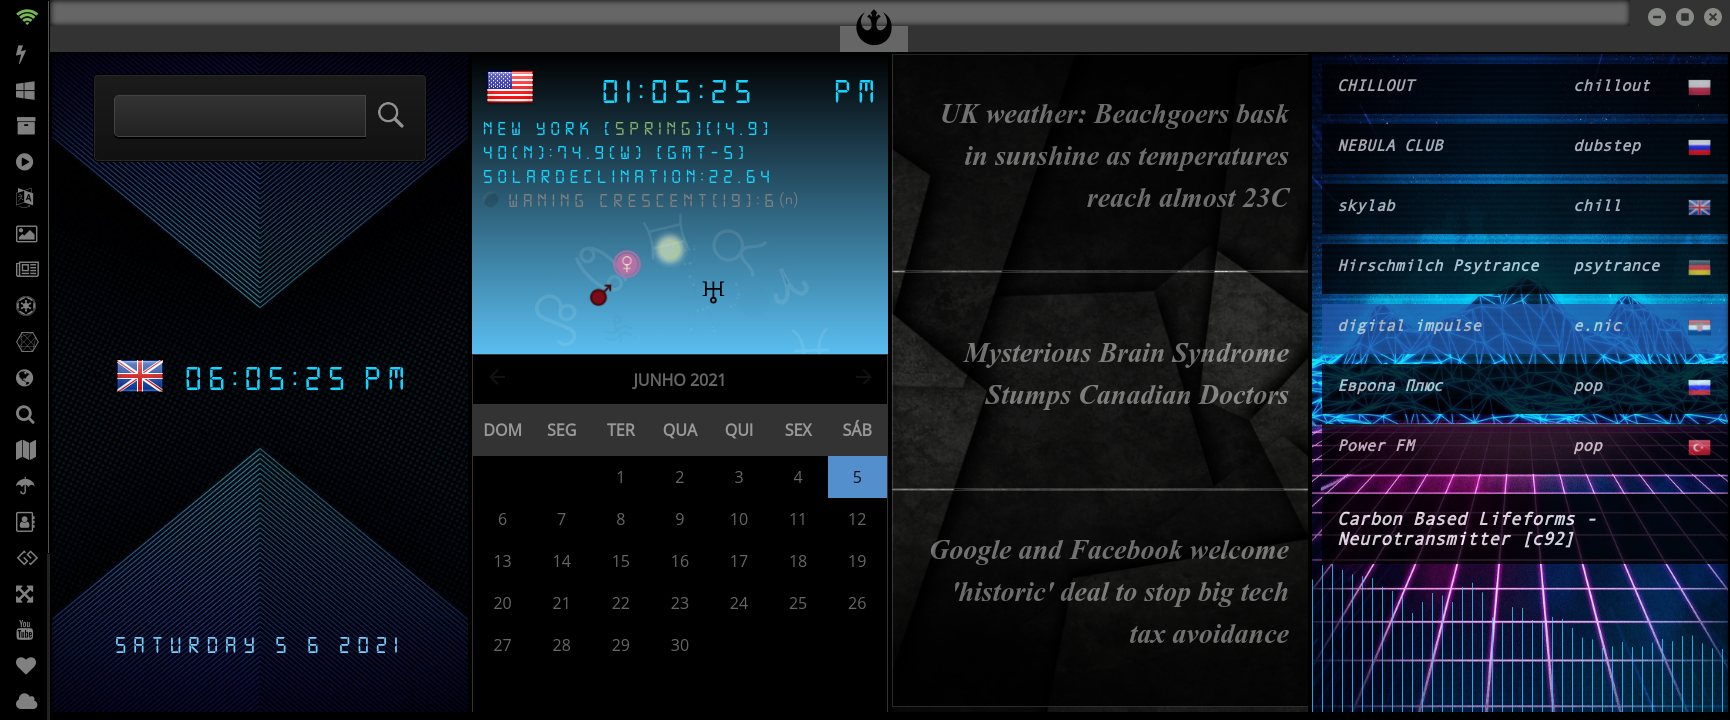 06:05:25 PM
SATURDAY 5 6 2021
01:05:25 PM
NEW YORK [SPRING][14.9]
40(N):74.9(W) [GMT-5]
SOLARDECLINATION:22.64
WANING CRESCENT[19]:6(n)
JUNHO 2021
DOM SEG TER QUA QUI SEX SÁB
1 2 3 4 5
6 7 8 9 10 11 12
13 14 15 16 17 18 19
20 21 22 23 24 25 26
27 28 29 30
UK weather: Beachgoers bask
in sunshine as temperatures
reach almost 23C
Mysterious Brain Syndrome
Stumps Canadian Doctors
Google and Facebook welcome
'historic' deal to stop big tech
tax avoidance
CHILLOUT chillout
NEBULA CLUB dubstep
skylab chill
Hirschmilch Psytrance psytrance
digital impulse e.nic
Европа Плюс pop
Power FM pop
Carbon Based Lifeforms -
Neurotransmitter [c92]
You
Tube